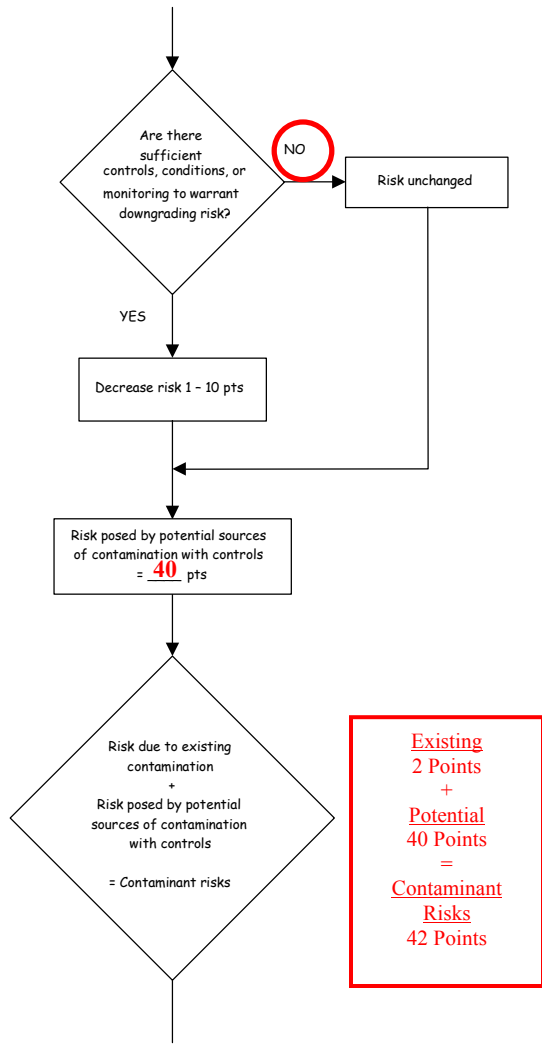 Are there
sufficient
controls, conditions, or
monitoring to warrant
downgrading risk?
NO
Risk unchanged
YES
Decrease risk 1 – 10 pts
Risk posed by potential sources
of contamination with controls
= 40 pts
Risk due to existing
contamination
+
Risk posed by potential
sources of contamination
with controls
= Contaminant risks
Existing
2 Points
+
Potential
40 Points
=
Contaminant
Risks
42 Points